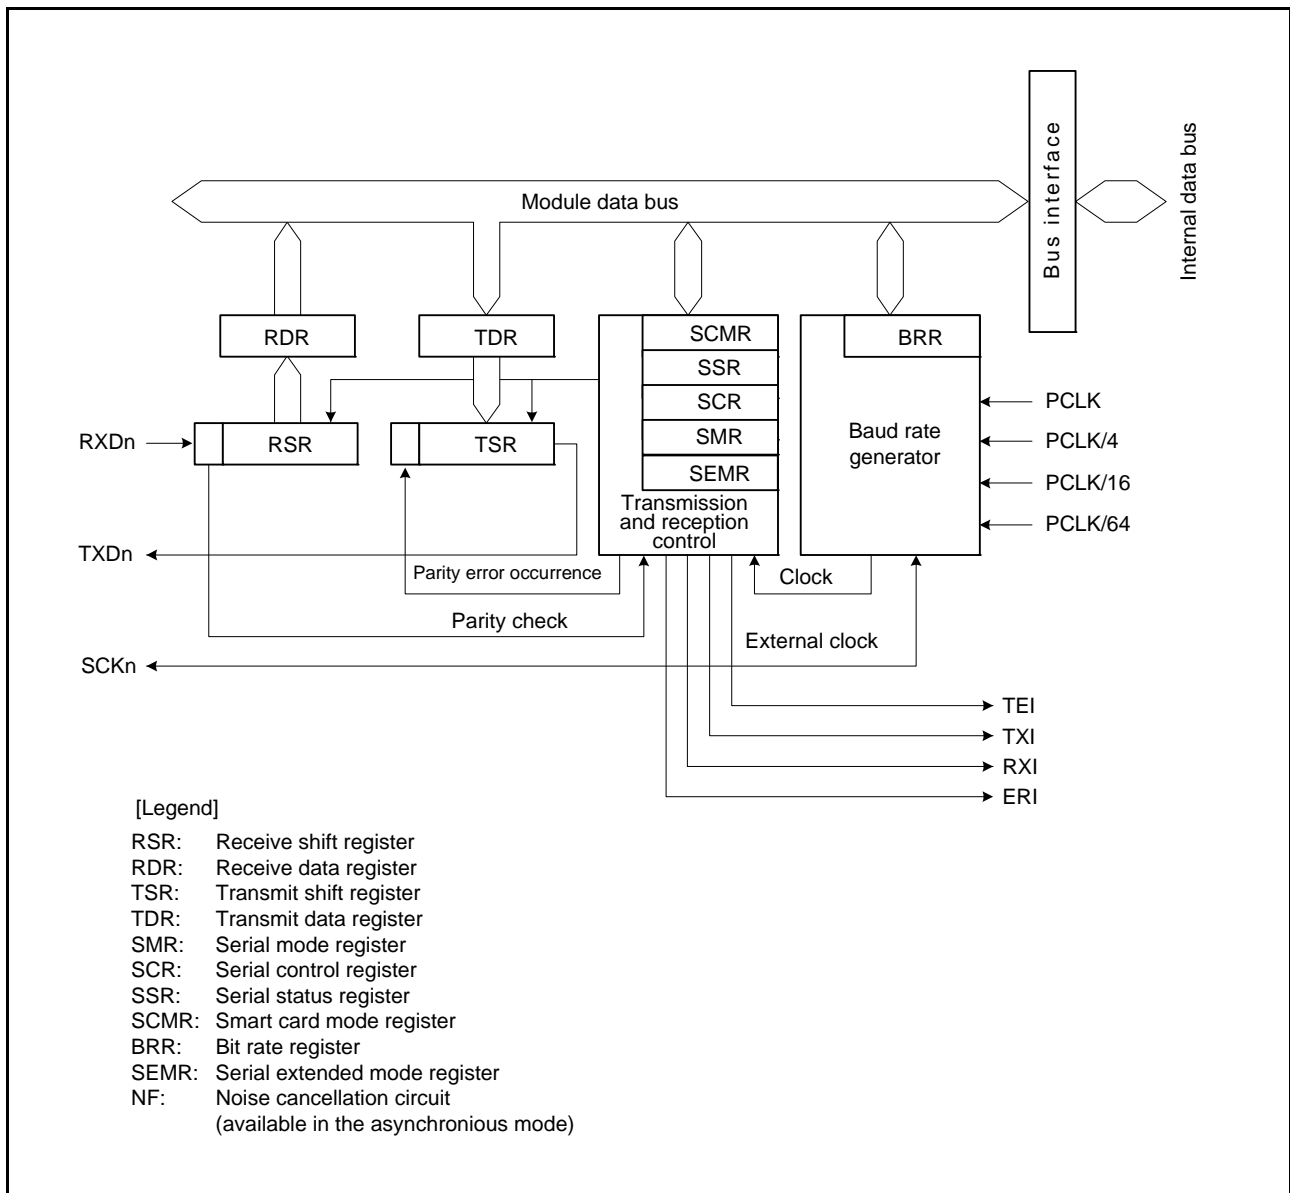 Bus interface
Internal data bus
Module data bus
RDR
TDR
SCMR
SSR
SCR
SMR
SEMR
Transmission
and reception
control
BRR
Baud rate
generator
PCLK
PCLK/4
PCLK/16
PCLK/64
RXDn
RSR
TSR
TXDn
Parity error occurrence
Clock
Parity check
External clock
SCKn
TEI
TXI
RXI
ERI
[Legend]
RSR: Receive shift register
RDR: Receive data register
TSR: Transmit shift register
TDR: Transmit data register
SMR: Serial mode register
SCR: Serial control register
SSR: Serial status register
SCMR: Smart card mode register
BRR: Bit rate register
SEMR: Serial extended mode register
NF: Noise cancellation circuit
(available in the asynchronious mode)